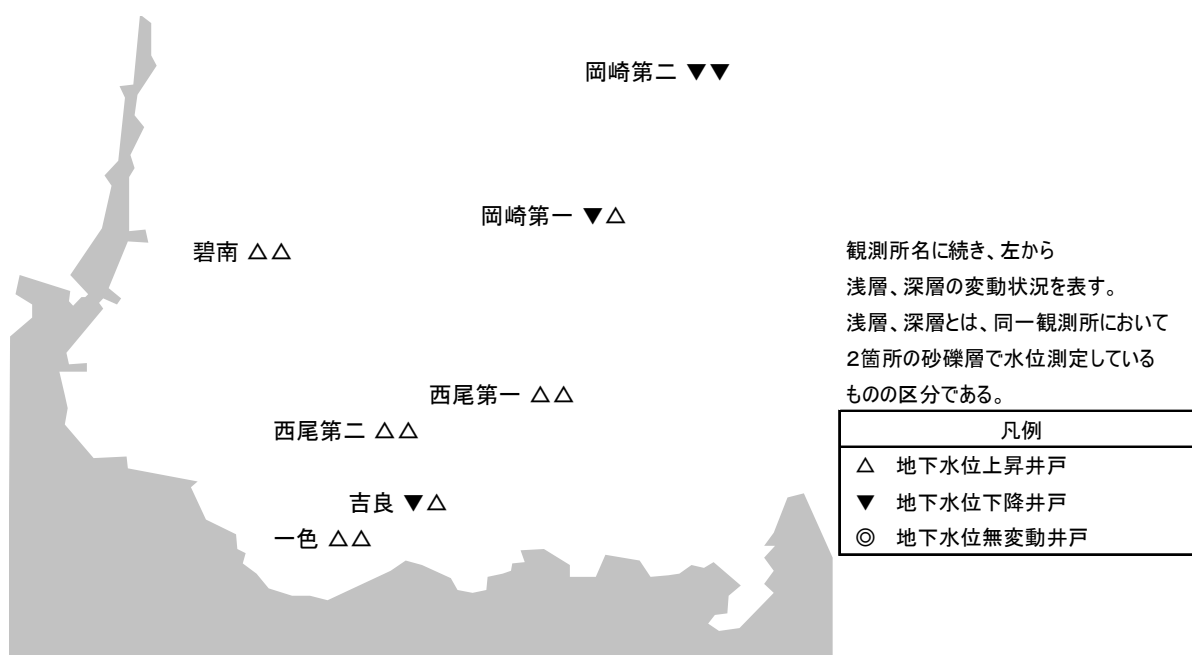 岡崎第二 ▼▼
岡崎第一 ▼△
碧南 △△
西尾第一 △△
西尾第二 △△
吉良 ▼△
一色 △△
観測所名に続き、左から
浅層、深層の変動状況を表す。
浅層、深層とは、同一観測所において
２箇所の砂礫層で水位測定している
ものの区分である。
凡例
△ 地下水位上昇井戸
▼ 地下水位下降井戸
◎ 地下水位無変動井戸